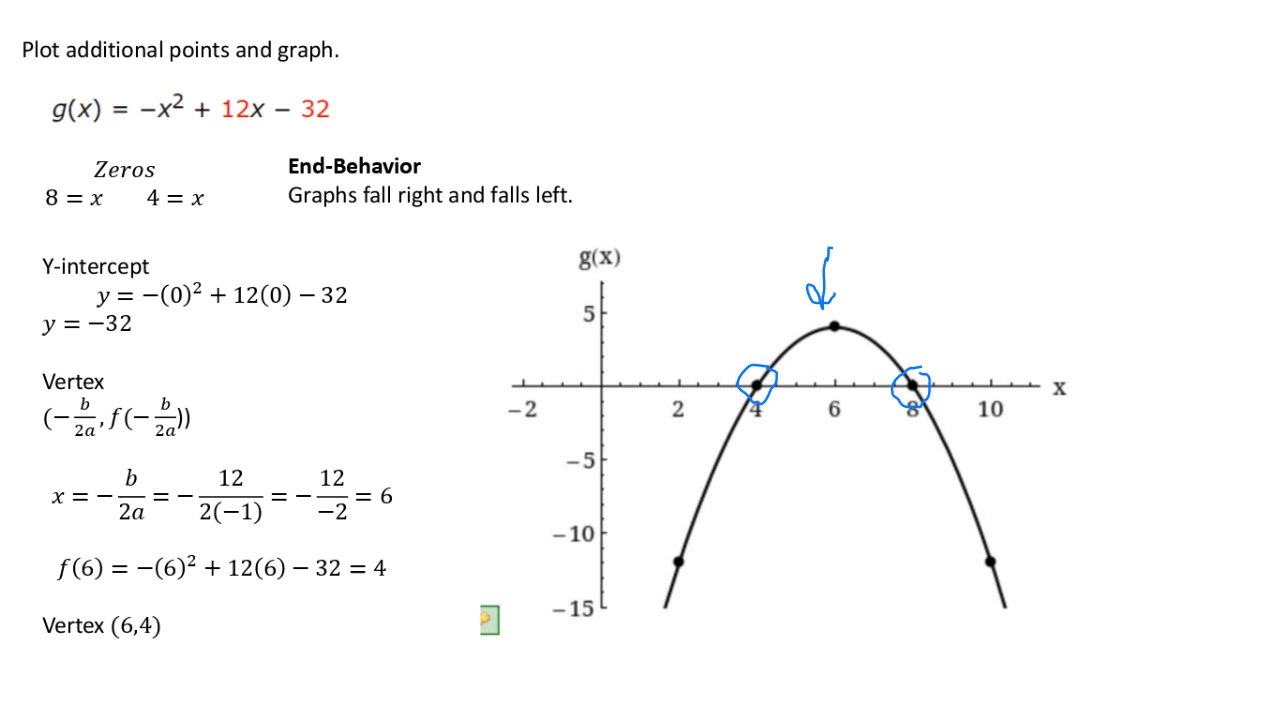 Plot additional points and graph.
g(x) = −x² + 12x − 32
Zeros
8 = x 4 = x
End-Behavior
Graphs fall right and falls left.
Y-intercept
y = −(0)² + 12(0) − 32
y = −32
Vertex
(−b/2a, f(−b/2a))
x = −b/2a = −12/2(−1) = −12/−2 = 6
f(6) = −(6)² + 12(6) − 32 = 4
Vertex (6,4)
g(x)
5
−2 2 4 6 8 10 x
−5
−10
−15